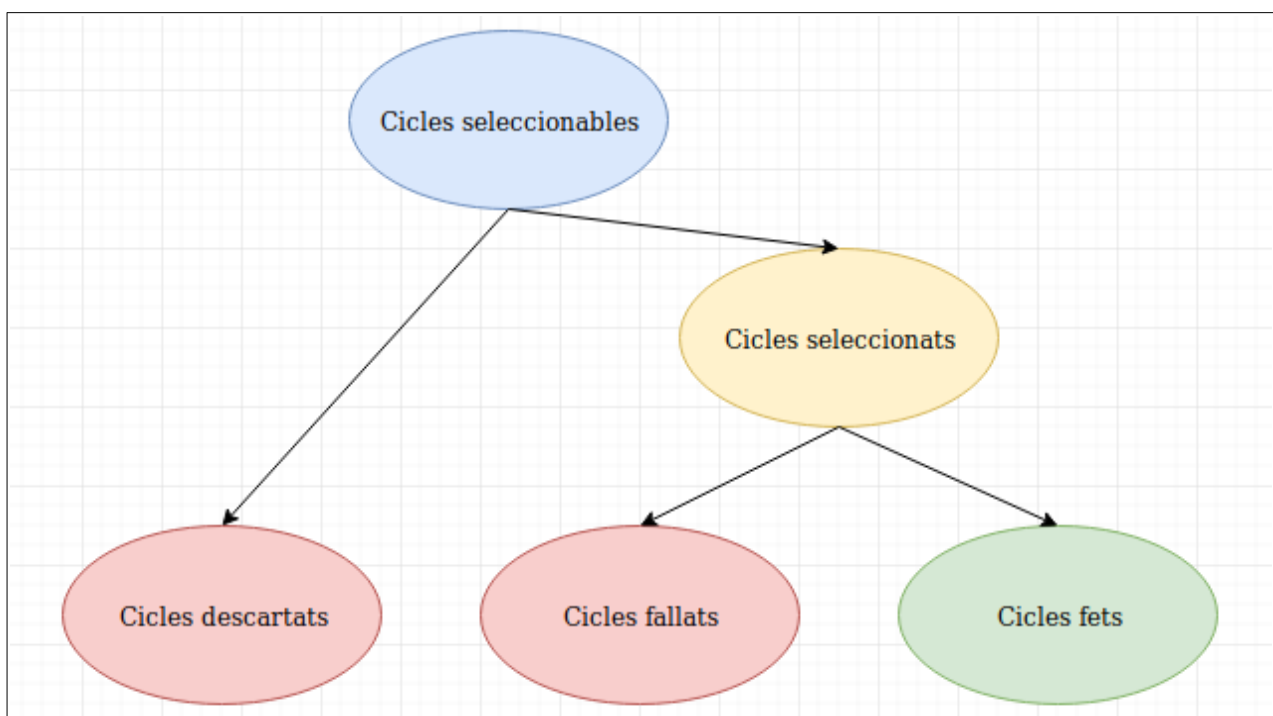 Cicles seleccionables
Cicles seleccionats
Cicles descartats
Cicles fallats
Cicles fets